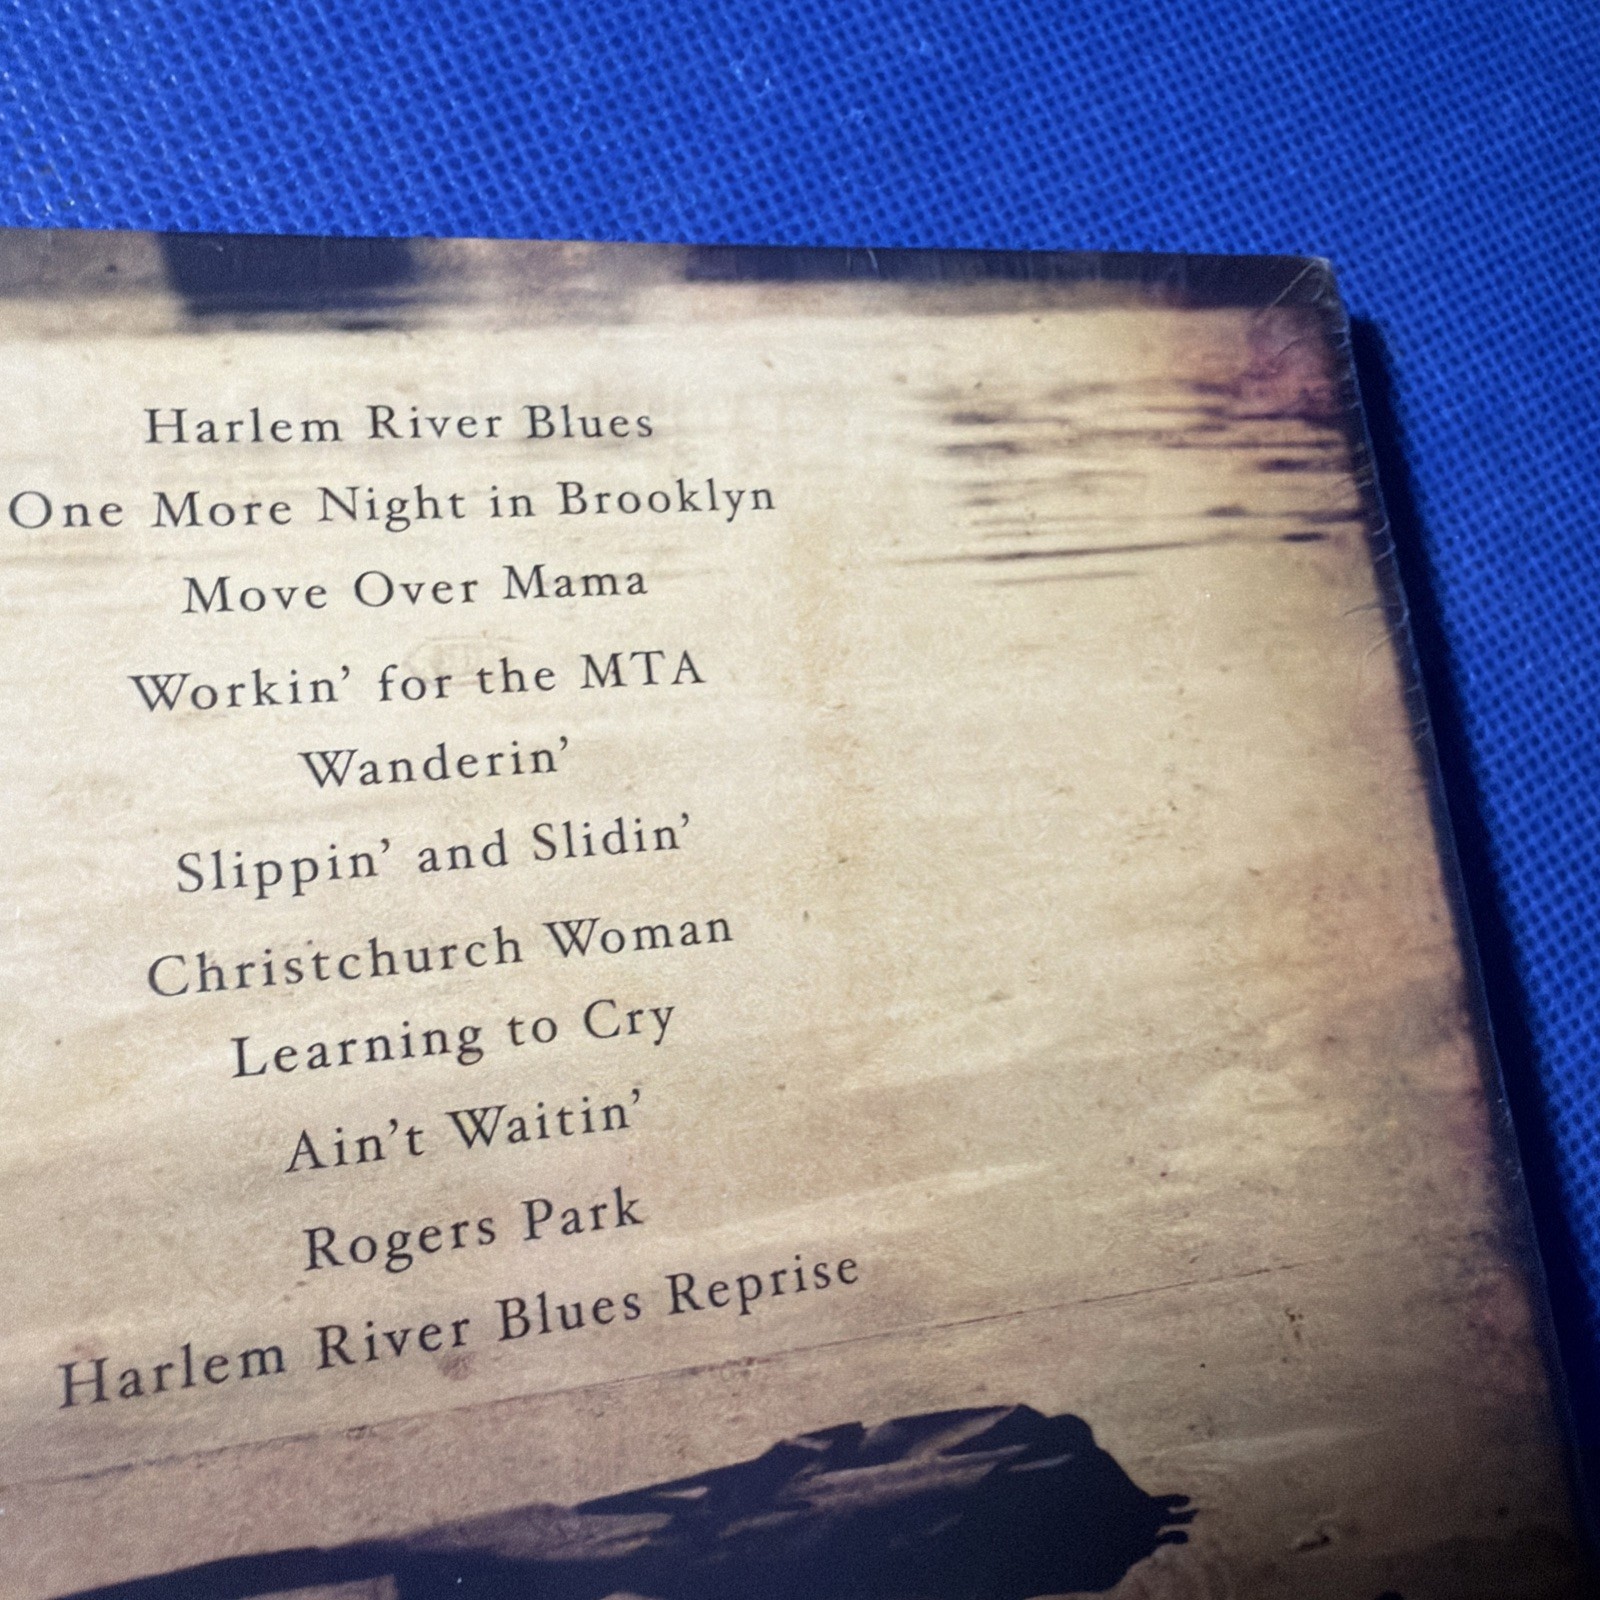 Harlem River Blues
One More Night in Brooklyn
Move Over Mama
Workin’ for the MTA
Wanderin’
Slippin’ and Slidin’
Christchurch Woman
Learning to Cry
Ain’t Waitin’
Rogers Park
Harlem River Blues Reprise